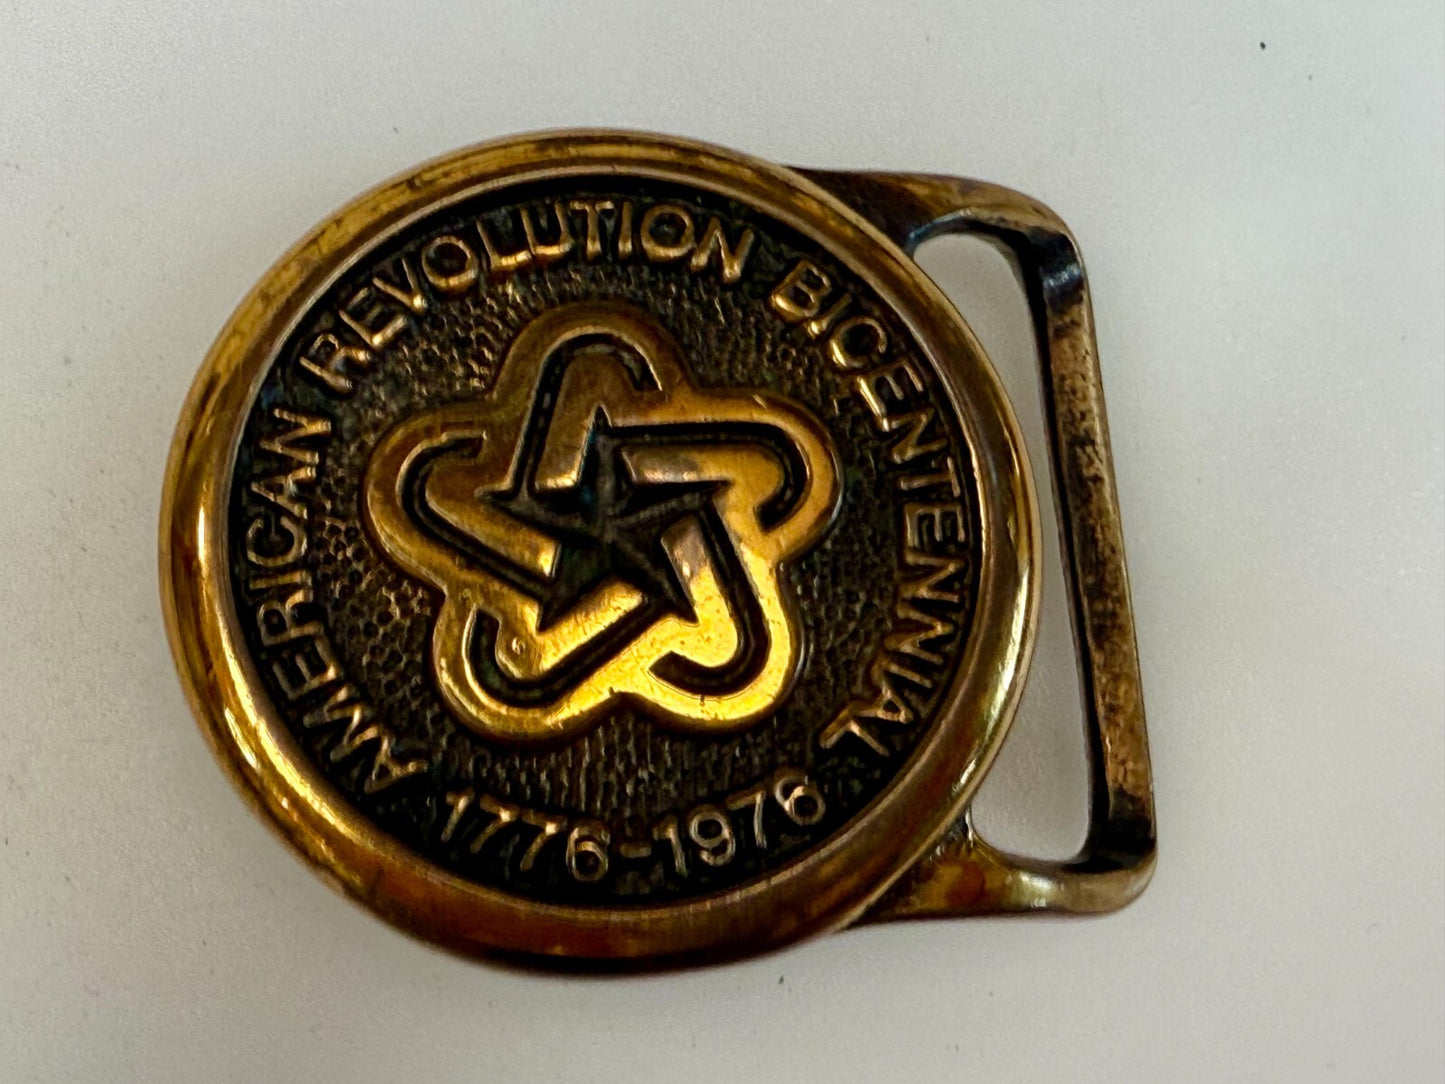 AMERICAN REVOLUTION BICENTENNIAL
1776-1976